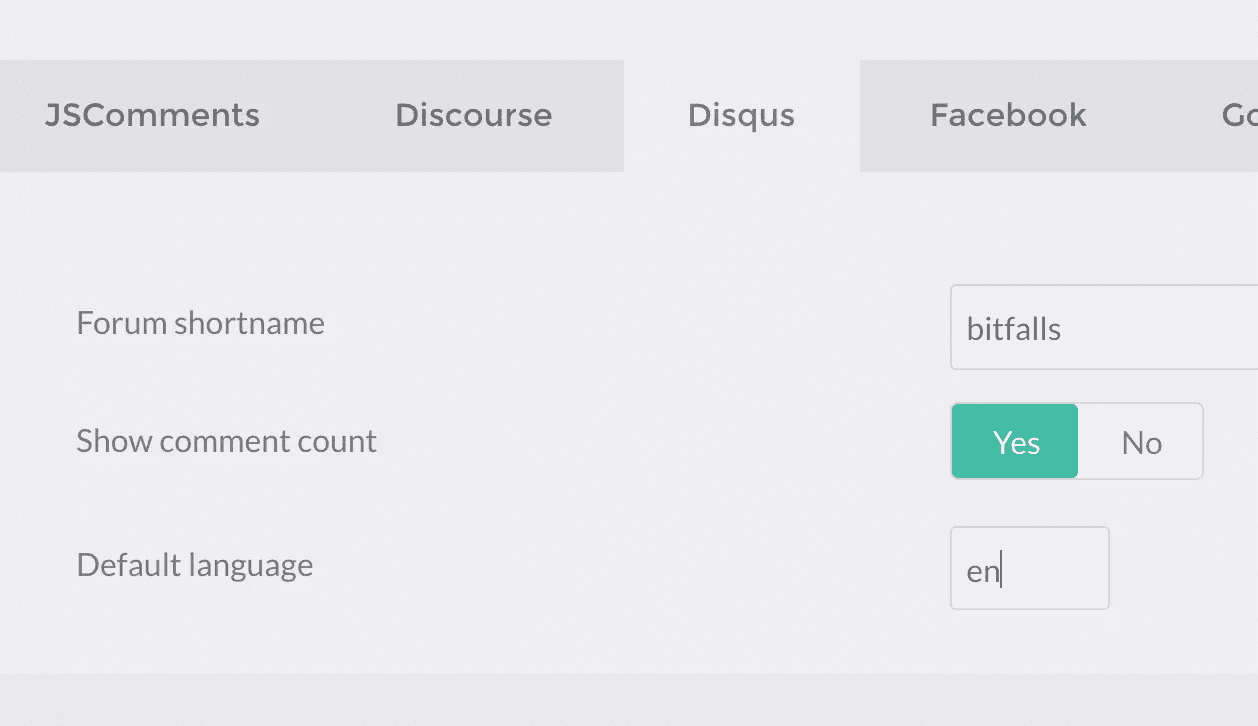 JSComments Discourse Disqus Facebook
Forum shortname bitfalls
Show comment count Yes No
Default language en